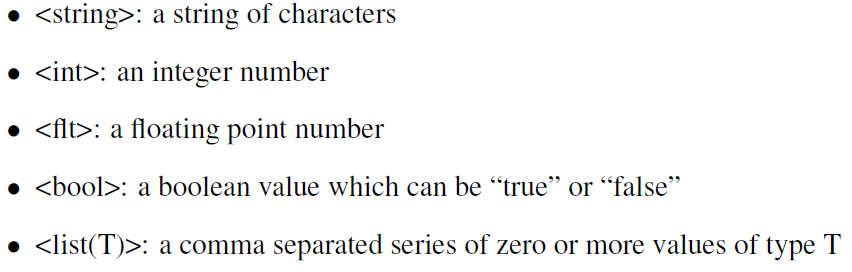 • <string>: a string of characters
• <int>: an integer number
• <flt>: a floating point number
• <bool>: a boolean value which can be “true” or “false”
• <list(T)>: a comma separated series of zero or more values of type T